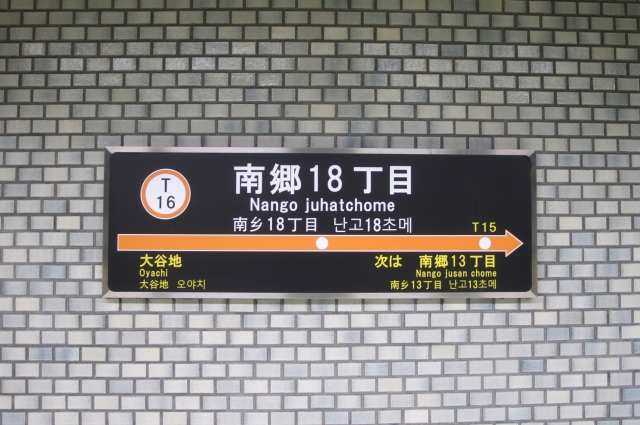 T
16
南郷18丁目
Nango juhatchome
南乡18丁目 난고18초메
T15
大谷地
Oyachi
大谷地 오야치
次は 南郷13丁目
Nango jusan chome
南乡13丁目 난고13초메